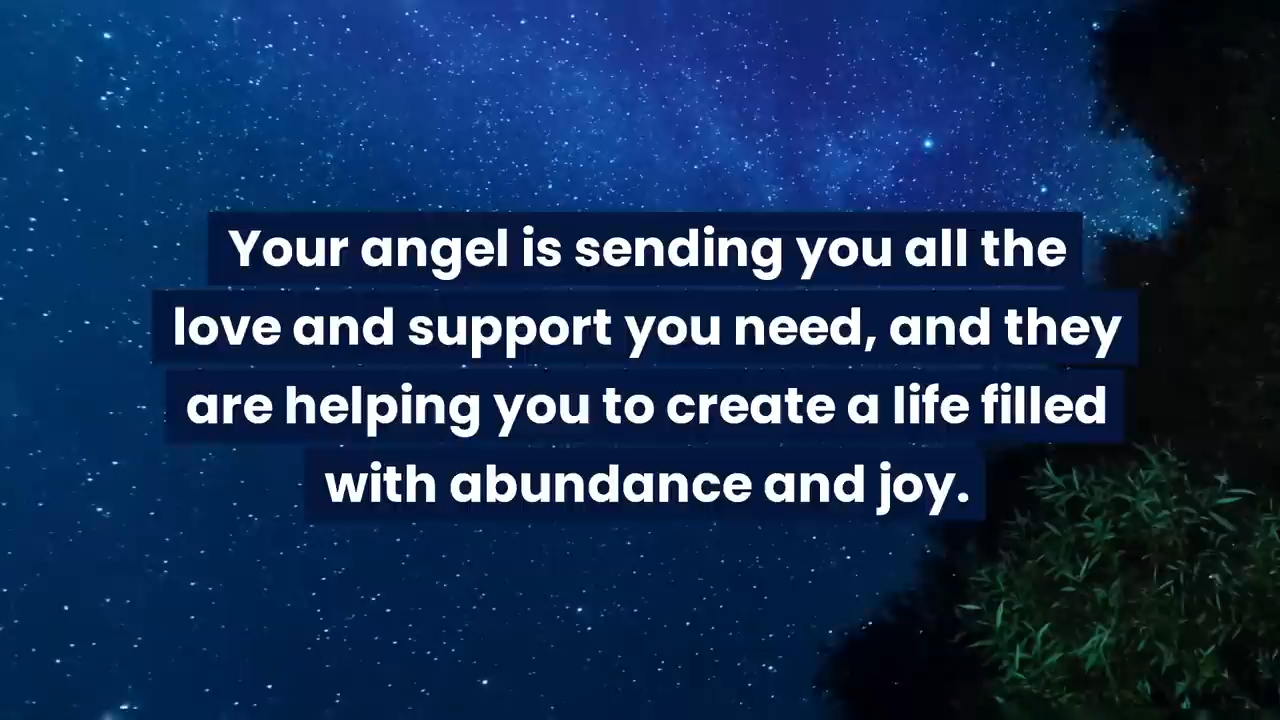 Your angel is sending you all the
love and support you need, and they
are helping you to create a life filled
with abundance and joy.